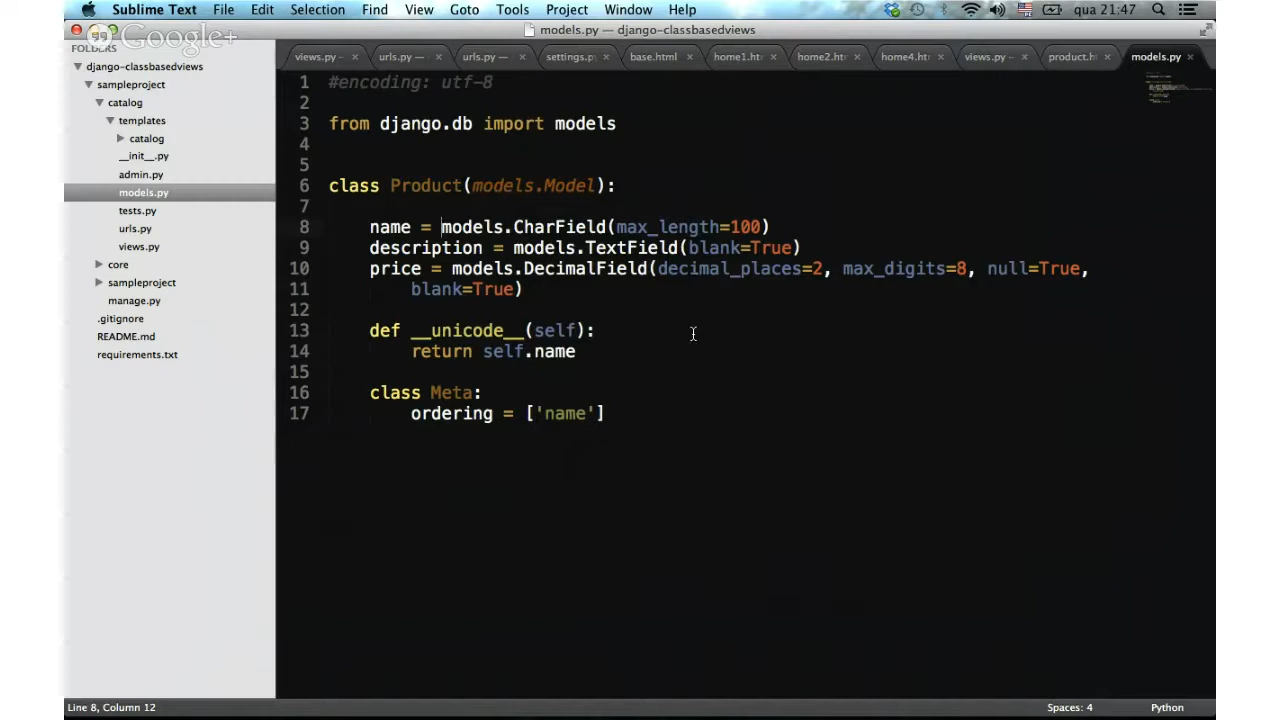 Sublime Text File Edit Selection Find View Goto Tools Project Window Help qua 21:47
Google+
models.py — django-classbasedviews
FOLDERS
django-classbasedviews
sampleproject
catalog
templates
catalog
__init__.py
admin.py
models.py
tests.py
urls.py
views.py
core
sampleproject
manage.py
.gitignore
README.md
requirements.txt
views.py — urls.py — urls.py — settings.py base.html home1.ht home2.ht home4.ht views.py — product.h models.py
1 #encoding: utf-8
2
3 from django.db import models
4
5
6 class Product(models.Model):
7
8 name = models.CharField(max_length=100)
9 description = models.TextField(blank=True)
10 price = models.DecimalField(decimal_places=2, max_digits=8, null=True,
11 blank=True)
12
13 def __unicode__(self):
14 return self.name
15
16 class Meta:
17 ordering = ['name']
Line 8, Column 12 Spaces: 4 Python